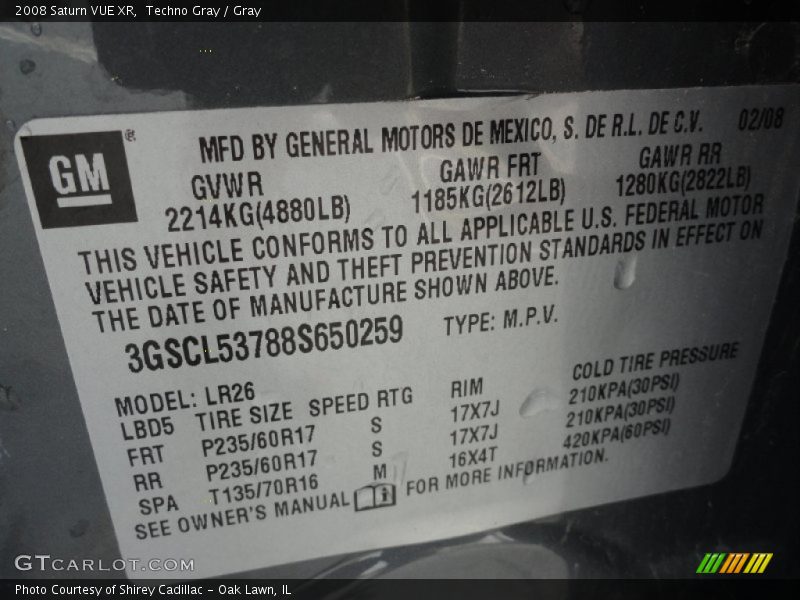 2008 Saturn VUE XR, Techno Gray / Gray
GM ®
MFD BY GENERAL MOTORS DE MEXICO, S. DE R.L. DE C.V. 02/08
GVWR GAWR FRT GAWR RR
2214KG(4880LB) 1185KG(2612LB) 1280KG(2822LB)
THIS VEHICLE CONFORMS TO ALL APPLICABLE U.S. FEDERAL MOTOR
VEHICLE SAFETY AND THEFT PREVENTION STANDARDS IN EFFECT ON
THE DATE OF MANUFACTURE SHOWN ABOVE.
3GSCL53788S650259 TYPE: M.P.V.
MODEL: LR26
LBD5 TIRE SIZE SPEED RTG RIM COLD TIRE PRESSURE
FRT P235/60R17 S 17X7J 210KPA(30PSI)
RR P235/60R17 S 17X7J 210KPA(30PSI)
SPA T135/70R16 M 16X4T 420KPA(60PSI)
SEE OWNER'S MANUAL FOR MORE INFORMATION.
GTCARLOT.COM
Photo Courtesy of Shirey Cadillac - Oak Lawn, IL